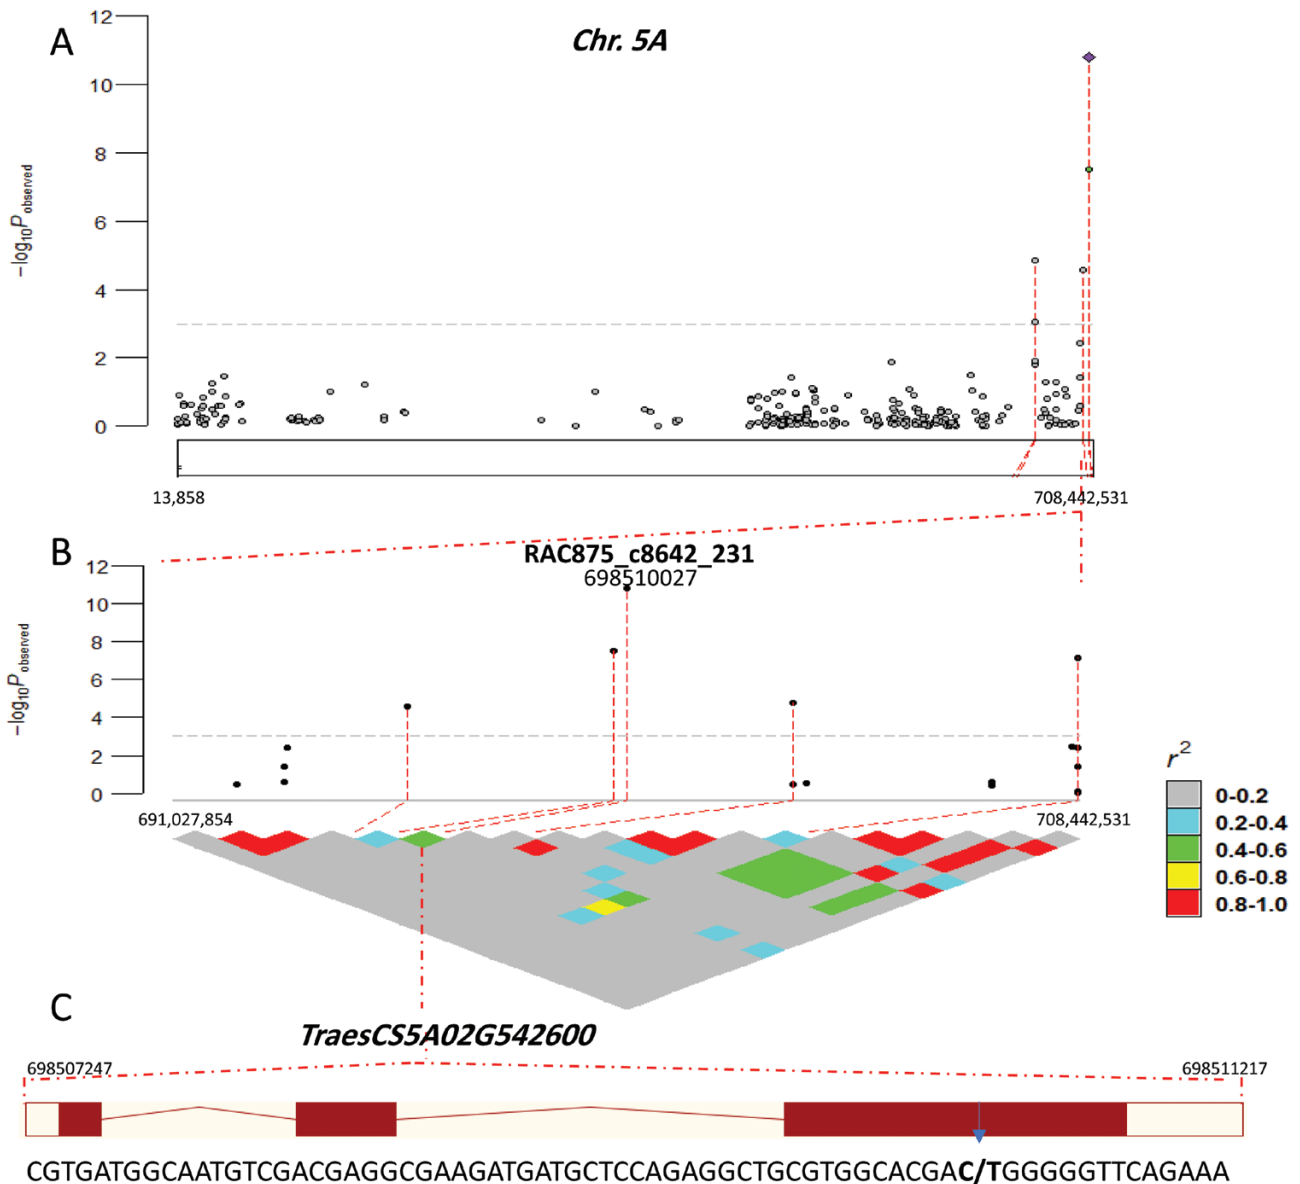 A
Chr. 5A
12
10
8
6
4
2
0
−log10Pobserved
13,858
708,442,531
B
RAC875_c8642_231
698510027
12
10
8
6
4
2
0
−log10Pobserved
691,027,854
708,442,531
r2
0-0.2
0.2-0.4
0.4-0.6
0.6-0.8
0.8-1.0
C
TraesCS5A02G542600
698507247
698511217
CGTGATGGCAATGTCGACGAGGCGAAGATGATGCTCCAGAGGCTGCGTGGCACGAC/TGGGGGTTCAGAAA